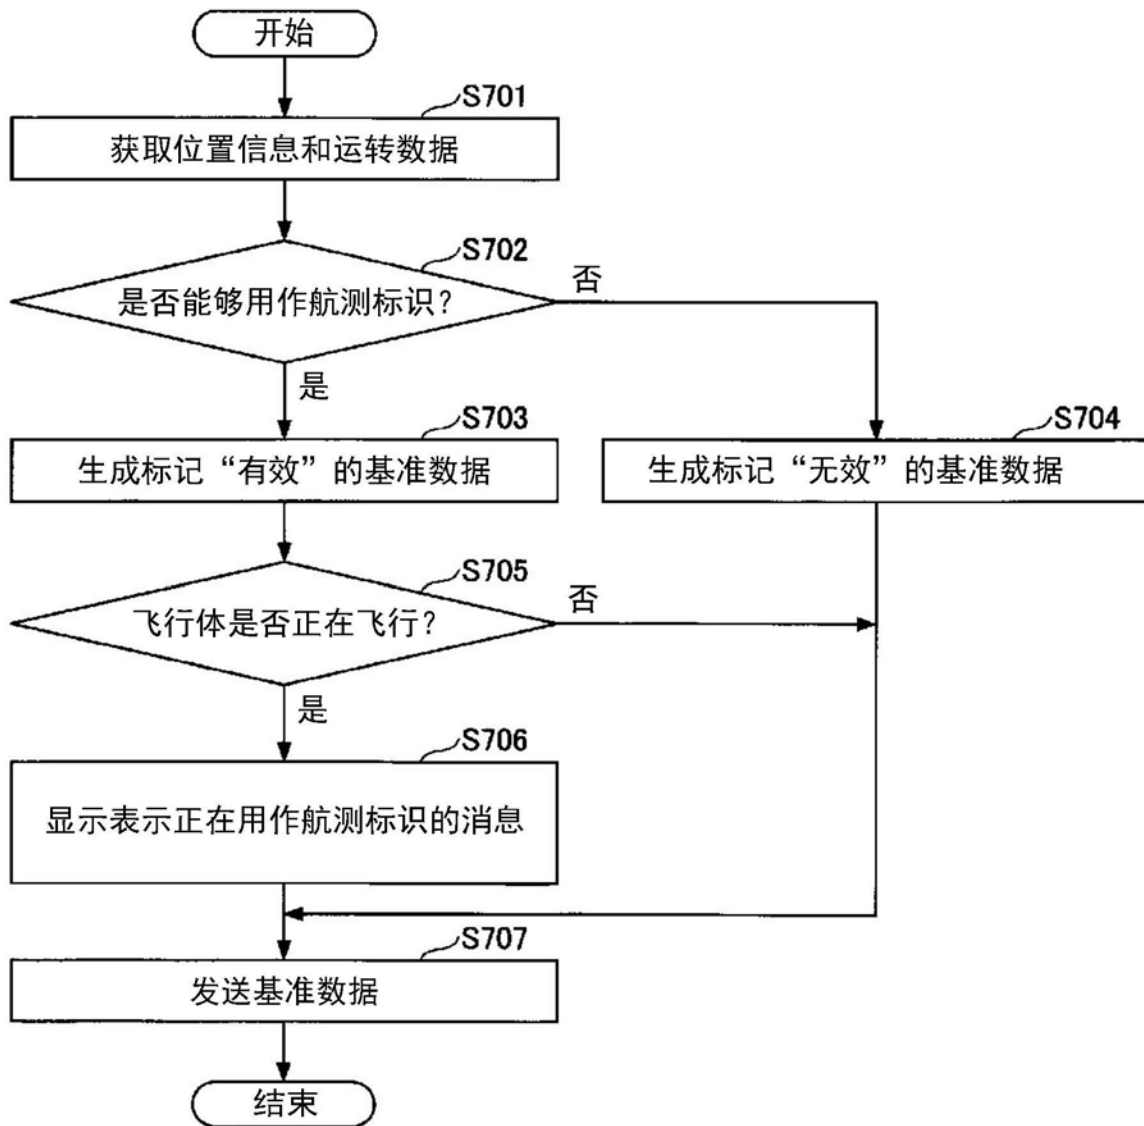 开始
S701
获取位置信息和运转数据
S702
是否能够用作航测标识？
否
是
S703
生成标记“有效”的基准数据
S704
生成标记“无效”的基准数据
S705
飞行体是否正在飞行？
否
是
S706
显示表示正在用作航测标识的消息
S707
发送基准数据
结束